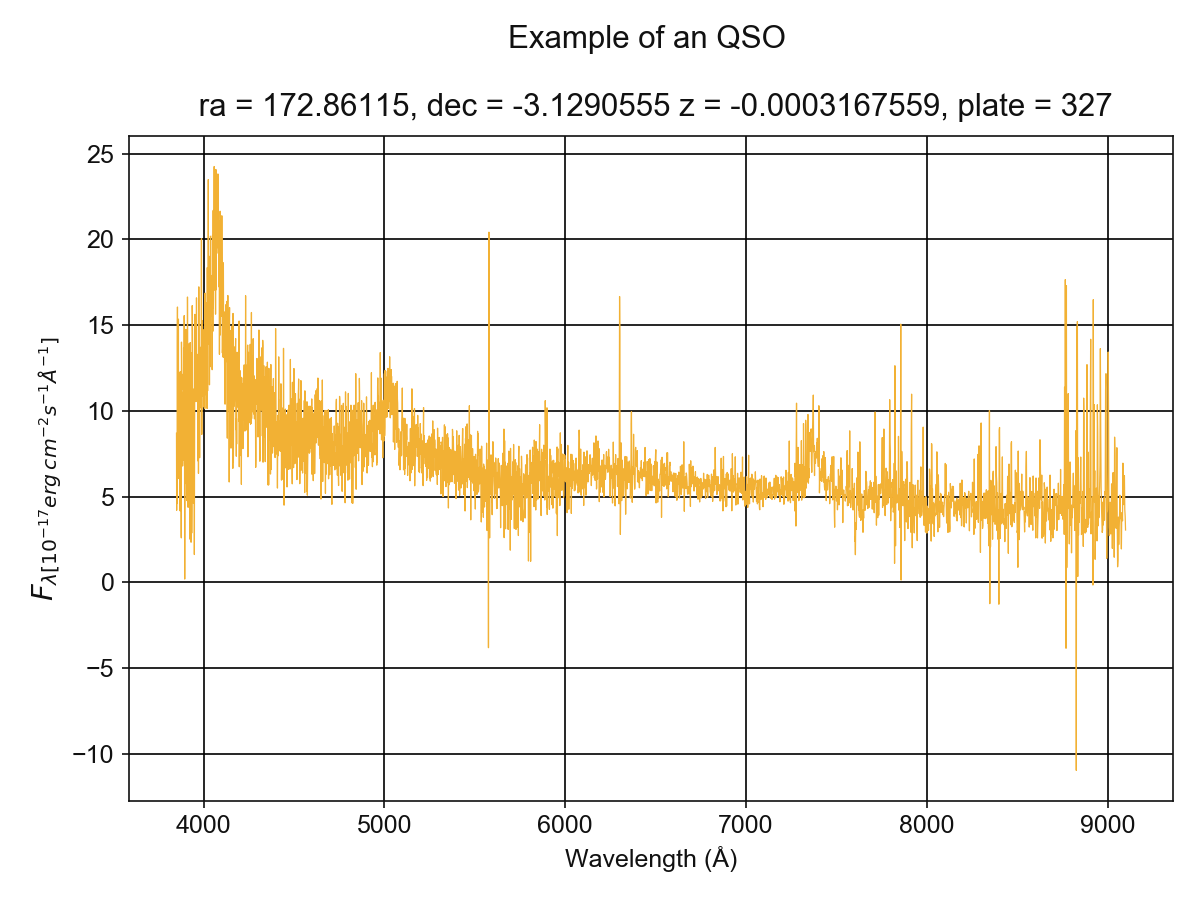 Example of an QSO
ra = 172.86115, dec = -3.1290555 z = -0.0003167559, plate = 327
25
20
15
10
5
0
−5
−10
F_λ[10⁻¹⁷erg cm⁻²s⁻¹Å⁻¹]
4000 5000 6000 7000 8000 9000
Wavelength (Å)